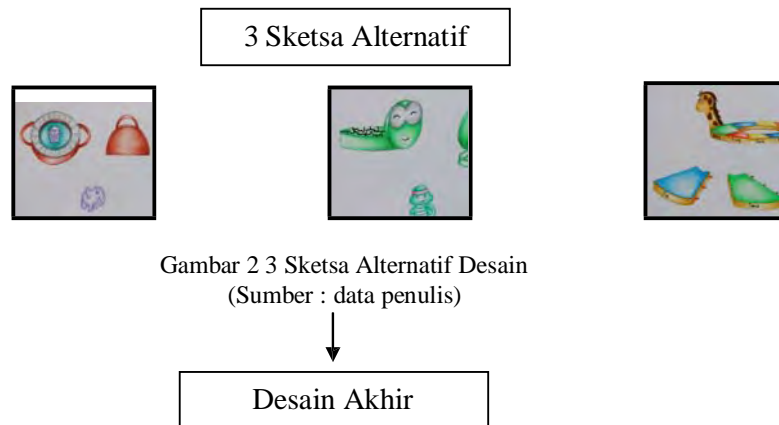 3 Sketsa Alternatif
Gambar 2 3 Sketsa Alternatif Desain
(Sumber : data penulis)
Desain Akhir